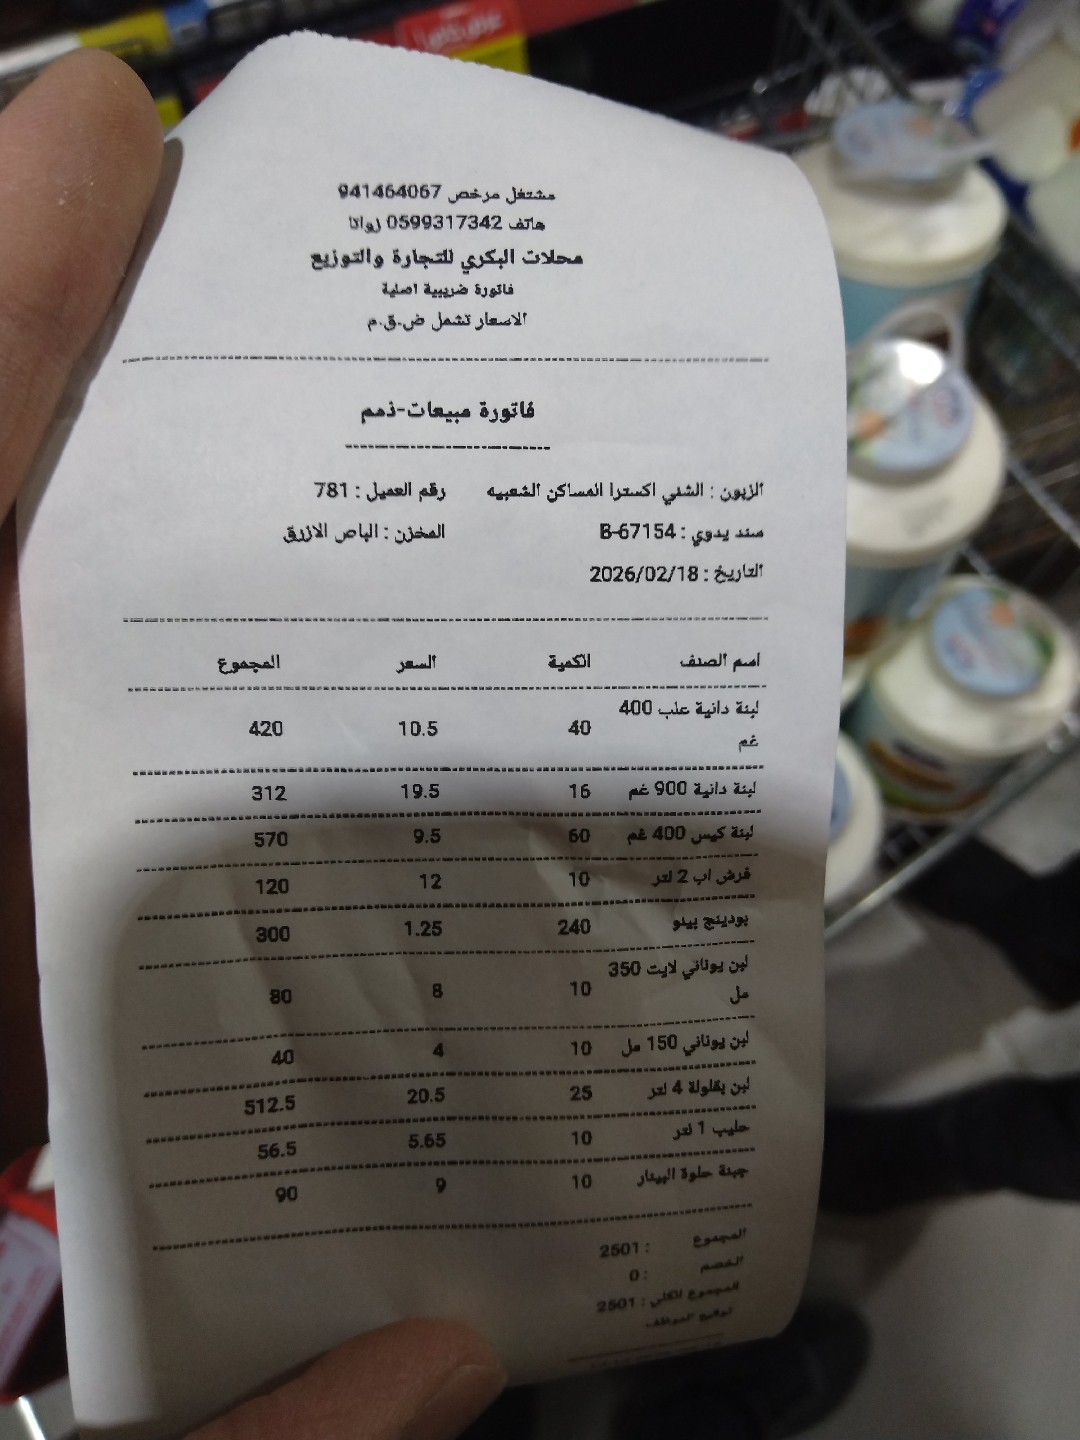 مشتغل مرخص 941464067
هاتف 0599317342 زواتا
محلات البكري للتجارة والتوزيع
فاتورة ضريبية اصلية
الاسعار تشمل ض.ق.م
فاتورة مبيعات-ذمم
الزبون : الشني اكسترا المساكن الشعبيه رقم العميل : 781
سند يدوي : B-67154 المخزن : الباص الازرق
التاريخ : 2026/02/18
اسم الصنف الكمية السعر المجموع
لبنة دانية علب 400 غم 40 10.5 420
لبنة دانية 900 غم 16 19.5 312
لبنة كيس 400 غم 60 9.5 570
فرش اب 2 لتر 10 12 120
بودينج بينو 240 1.25 300
لبن يوناني لايت 350 مل 10 8 80
لبن يوناني 150 مل 10 4 40
لبن بقلولة 4 لتر 25 20.5 512.5
حليب 1 لتر 10 5.65 56.5
جبنة حلوة البينار 10 9 90
المجموع : 2501
الخصم : 0
المجموع الكلي : 2501
توقيع الموظف